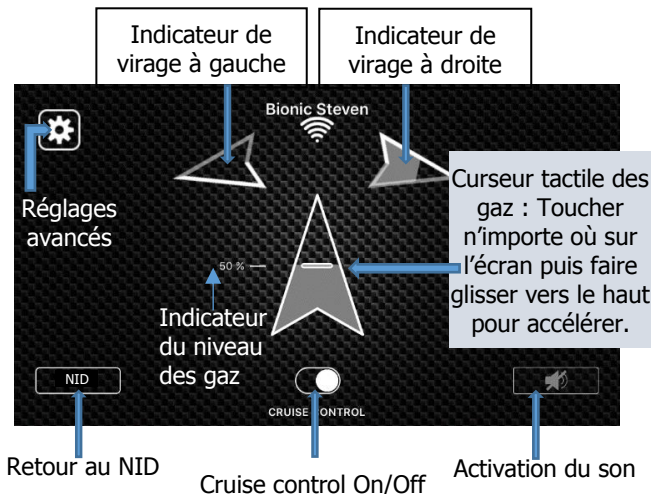 Indicateur de
virage à gauche
Indicateur de
virage à droite
Bionic Steven
Réglages
avancés
Curseur tactile des
gaz : Toucher
n'importe où sur
l'écran puis faire
glisser vers le haut
pour accélérer.
50 %
Indicateur
du niveau
des gaz
NID
CRUISE CONTROL
Retour au NID
Cruise control On/Off
Activation du son